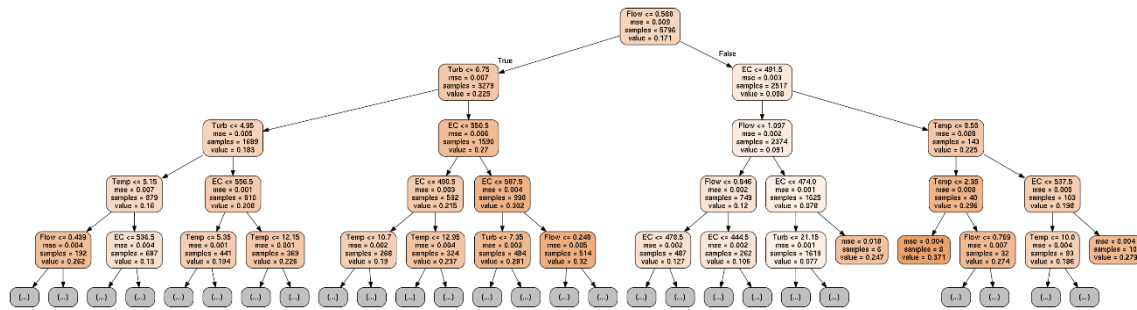 Flow <= 0.588
mse = 0.009
samples = 5796
value = 0.171
True
False
Turb <= 6.75
mse = 0.007
samples = 3279
value = 0.225
EC <= 491.5
mse = 0.003
samples = 2517
value = 0.098
Turb <= 4.95
mse = 0.005
samples = 1689
value = 0.183
EC <= 550.5
mse = 0.006
samples = 1590
value = 0.27
Flow <= 1.097
mse = 0.002
samples = 2374
value = 0.091
Temp <= 8.55
mse = 0.008
samples = 143
value = 0.225
Temp <= 5.15
mse = 0.007
samples = 879
value = 0.16
EC <= 556.5
mse = 0.001
samples = 810
value = 0.208
EC <= 490.5
mse = 0.003
samples = 592
value = 0.215
EC <= 587.5
mse = 0.004
samples = 998
value = 0.302
Flow <= 0.846
mse = 0.002
samples = 749
value = 0.12
EC <= 474.0
mse = 0.001
samples = 1625
value = 0.078
Temp <= 2.35
mse = 0.008
samples = 40
value = 0.296
EC <= 537.5
mse = 0.005
samples = 103
value = 0.198
Flow <= 0.439
mse = 0.004
samples = 192
value = 0.262
EC <= 536.5
mse = 0.004
samples = 687
value = 0.13
Temp <= 5.35
mse = 0.001
samples = 441
value = 0.194
Temp <= 12.15
mse = 0.001
samples = 369
value = 0.226
Temp <= 10.7
mse = 0.002
samples = 268
value = 0.19
Temp <= 12.95
mse = 0.004
samples = 324
value = 0.237
Turb <= 7.35
mse = 0.003
samples = 484
value = 0.281
Flow <= 0.248
mse = 0.005
samples = 514
value = 0.32
EC <= 478.5
mse = 0.002
samples = 487
value = 0.127
EC <= 444.5
mse = 0.002
samples = 262
value = 0.106
Turb <= 21.15
mse = 0.001
samples = 1619
value = 0.077
mse = 0.018
samples = 6
value = 0.247
mse = 0.004
samples = 8
value = 0.371
Flow <= 0.769
mse = 0.007
samples = 32
value = 0.274
Temp <= 10.0
mse = 0.004
samples = 93
value = 0.186
mse = 0.004
samples = 10
value = 0.279
(...) (...) (...) (...) (...) (...) (...) (...) (...) (...) (...) (...) (...) (...) (...) (...) (...) (...) (...) (...) (...) (...) (...) (...) (...) (...)